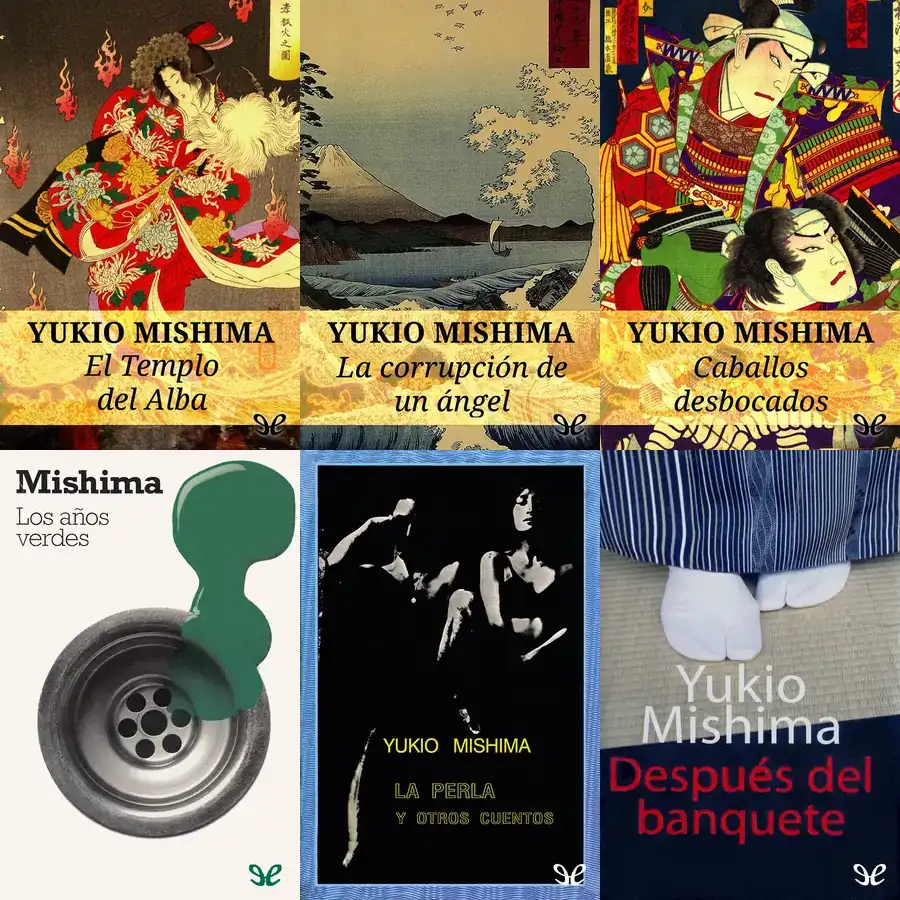 YUKIO MISHIMA
El Templo
del Alba
YUKIO MISHIMA
La corrupción de
un ángel
YUKIO MISHIMA
Caballos
desbocados
Mishima
Los años
verdes
YUKIO MISHIMA
LA PERLA
Y OTROS CUENTOS
Yukio
Mishima
Después del
banquete